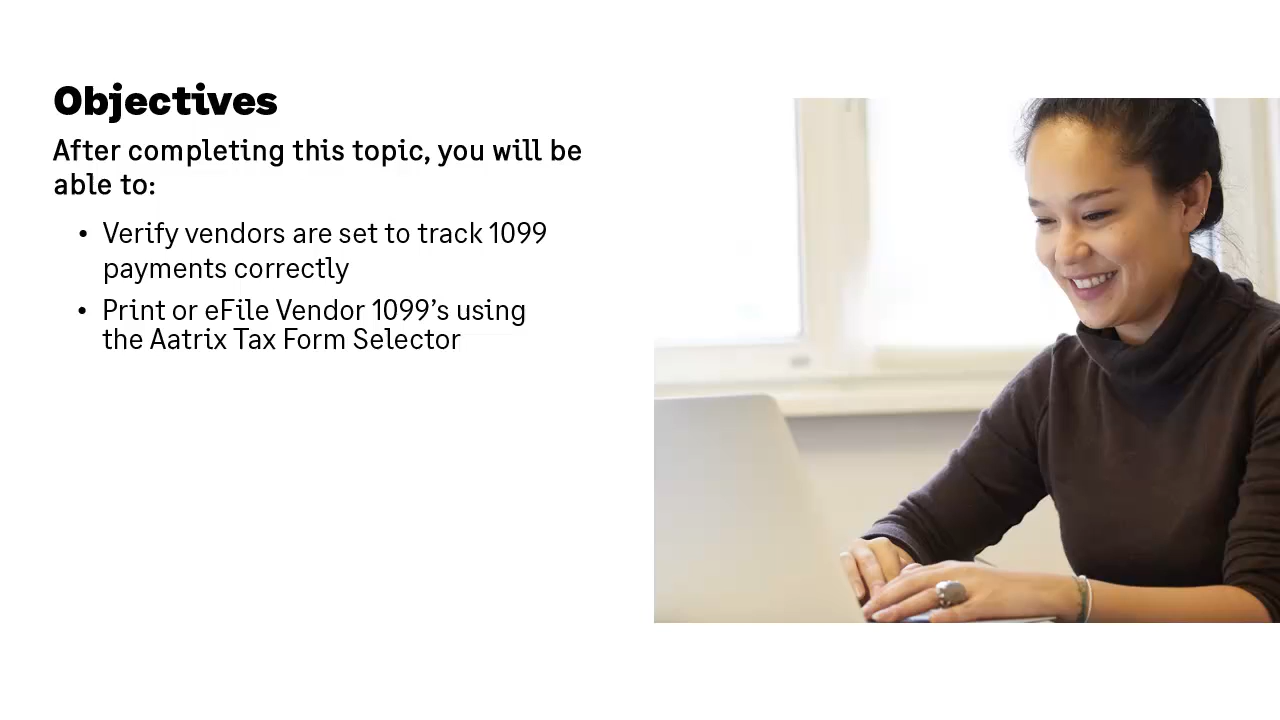 Objectives
After completing this topic, you will be
able to:
• Verify vendors are set to track 1099
payments correctly
• Print or eFile Vendor 1099’s using
the Aatrix Tax Form Selector